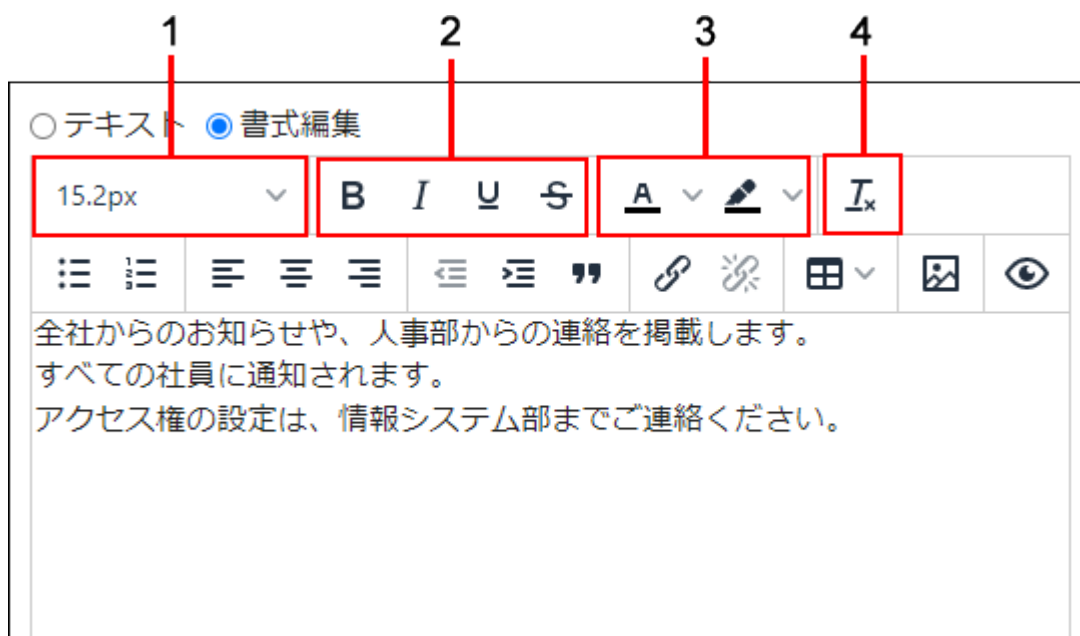 1 2 3 4
テキスト 書式編集
15.2px B I U S A Tx
全社からのお知らせや、人事部からの連絡を掲載します。
すべての社員に通知されます。
アクセス権の設定は、情報システム部までご連絡ください。